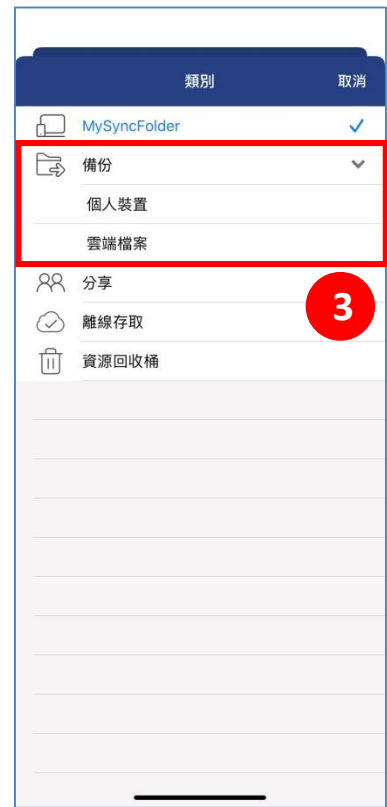 類別 取消
MySyncFolder
備份
個人裝置
雲端檔案
分享
3
離線存取
資源回收桶